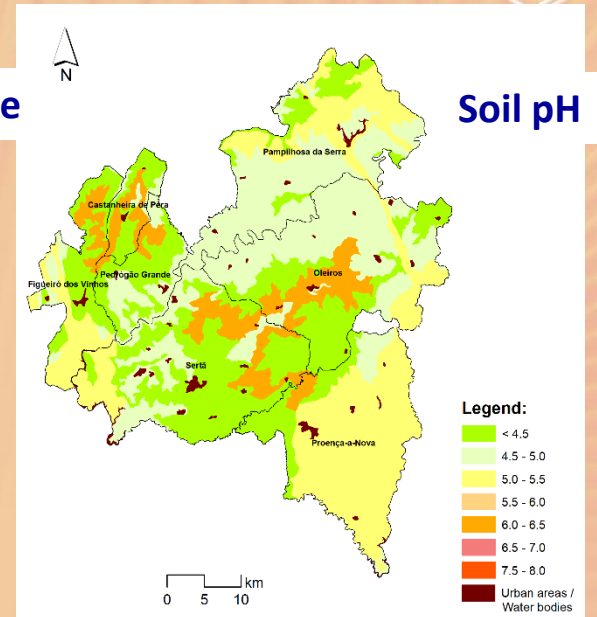 N
e
Soil pH
Pampilhosa da Serra
Castanheira de Pera
Pedrogão Grande
Figueiró dos Vinhos
Oleiros
Sertã
Proença-a-Nova
Legend:
< 4.5
4.5 - 5.0
5.0 - 5.5
5.5 - 6.0
6.0 - 6.5
6.5 - 7.0
7.5 - 8.0
Urban areas /
Water bodies
km
0 5 10